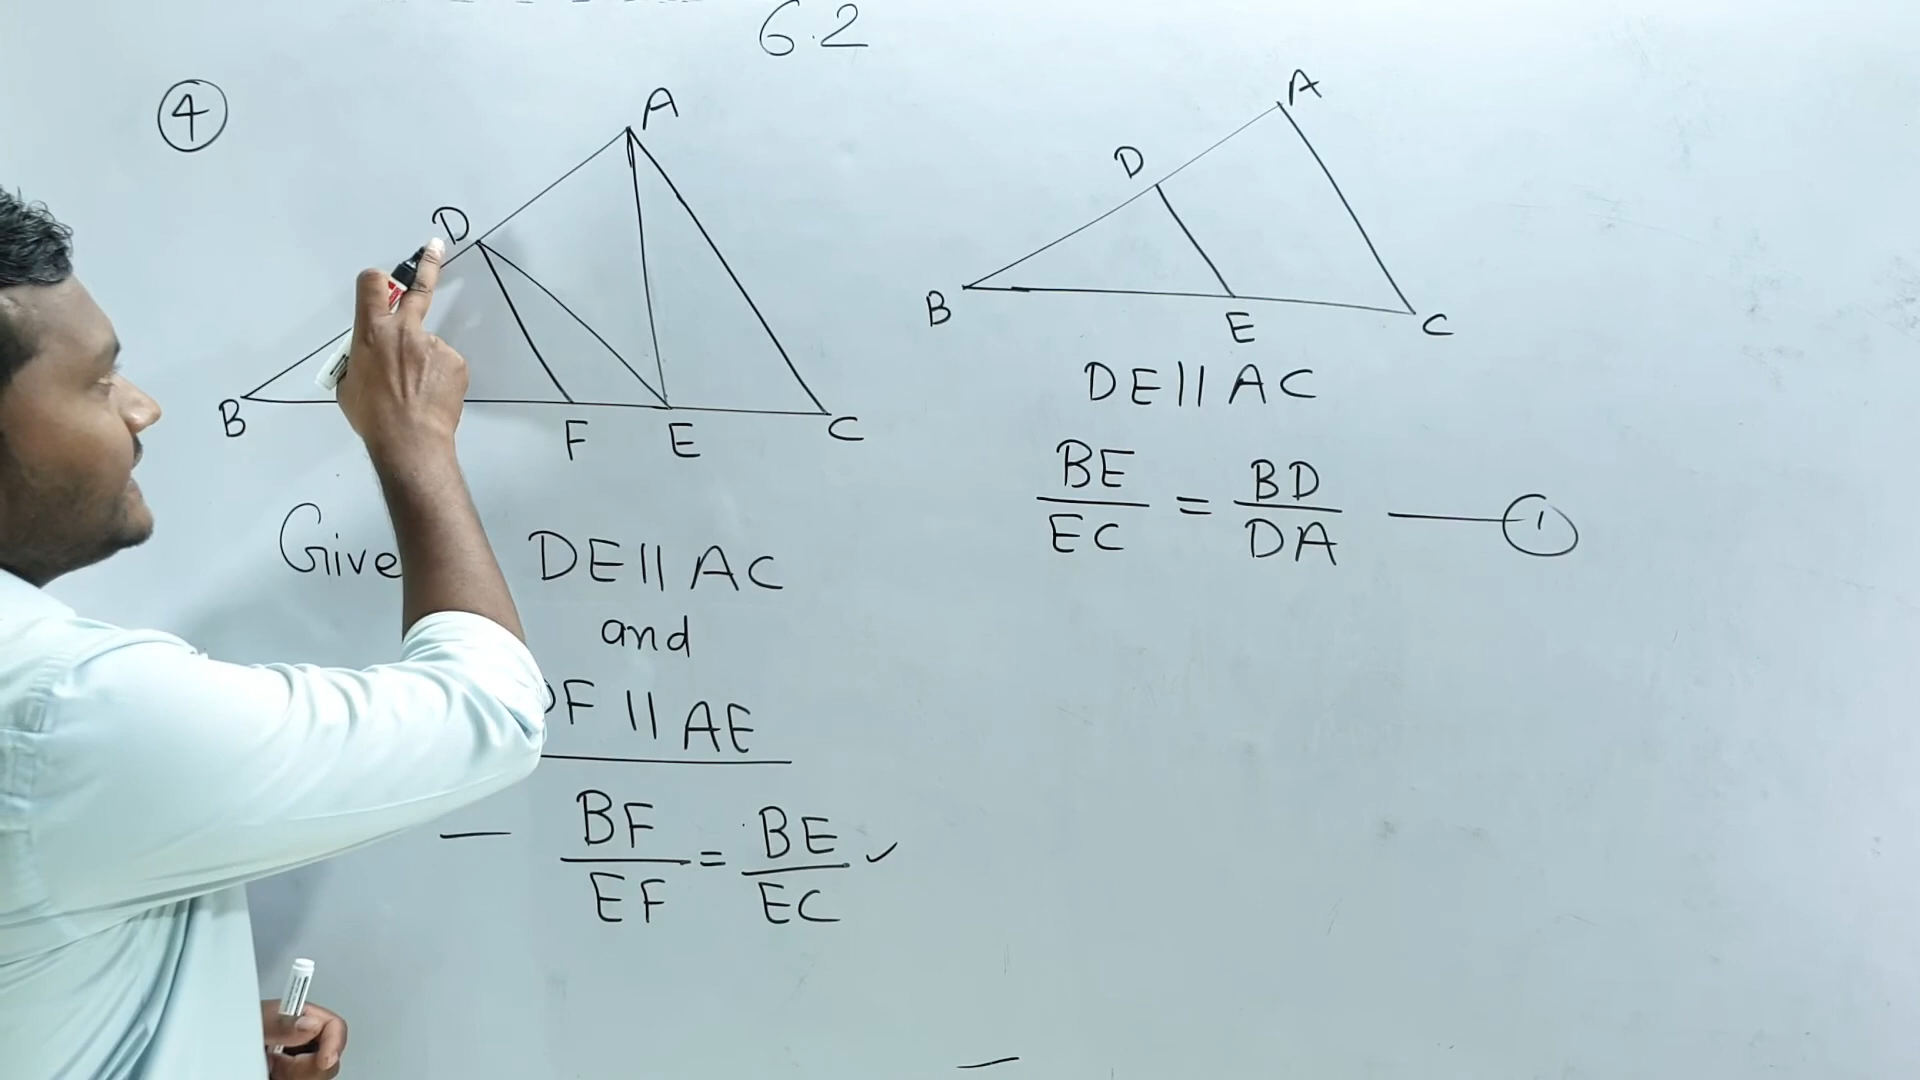 6.2
④
A
D
B
F E C
Give
DE || AC
and
F || AE
BF/EF = BE/EC ✓
A
D
B
E
C
DE || AC
BE/EC = BD/DA — ①